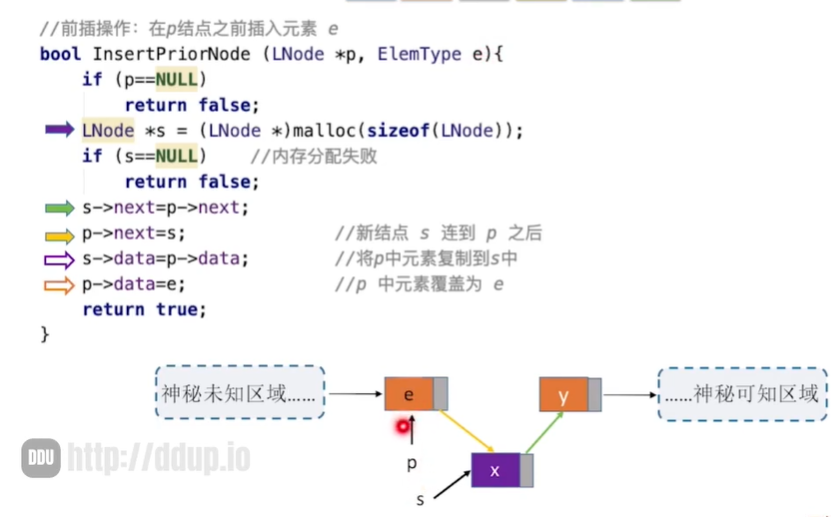 //前插操作：在p结点之前插入元素 e
bool InsertPriorNode (LNode *p, ElemType e){
if (p==NULL)
return false;
LNode *s = (LNode *)malloc(sizeof(LNode));
if (s==NULL) //内存分配失败
return false;
s->next=p->next;
p->next=s; //新结点 s 连到 p 之后
s->data=p->data; //将p中元素复制到s中
p->data=e; //p 中元素覆盖为 e
return true;
}
神秘未知区域...... e y ......神秘可知区域
DDU http://ddup.io
p x
s